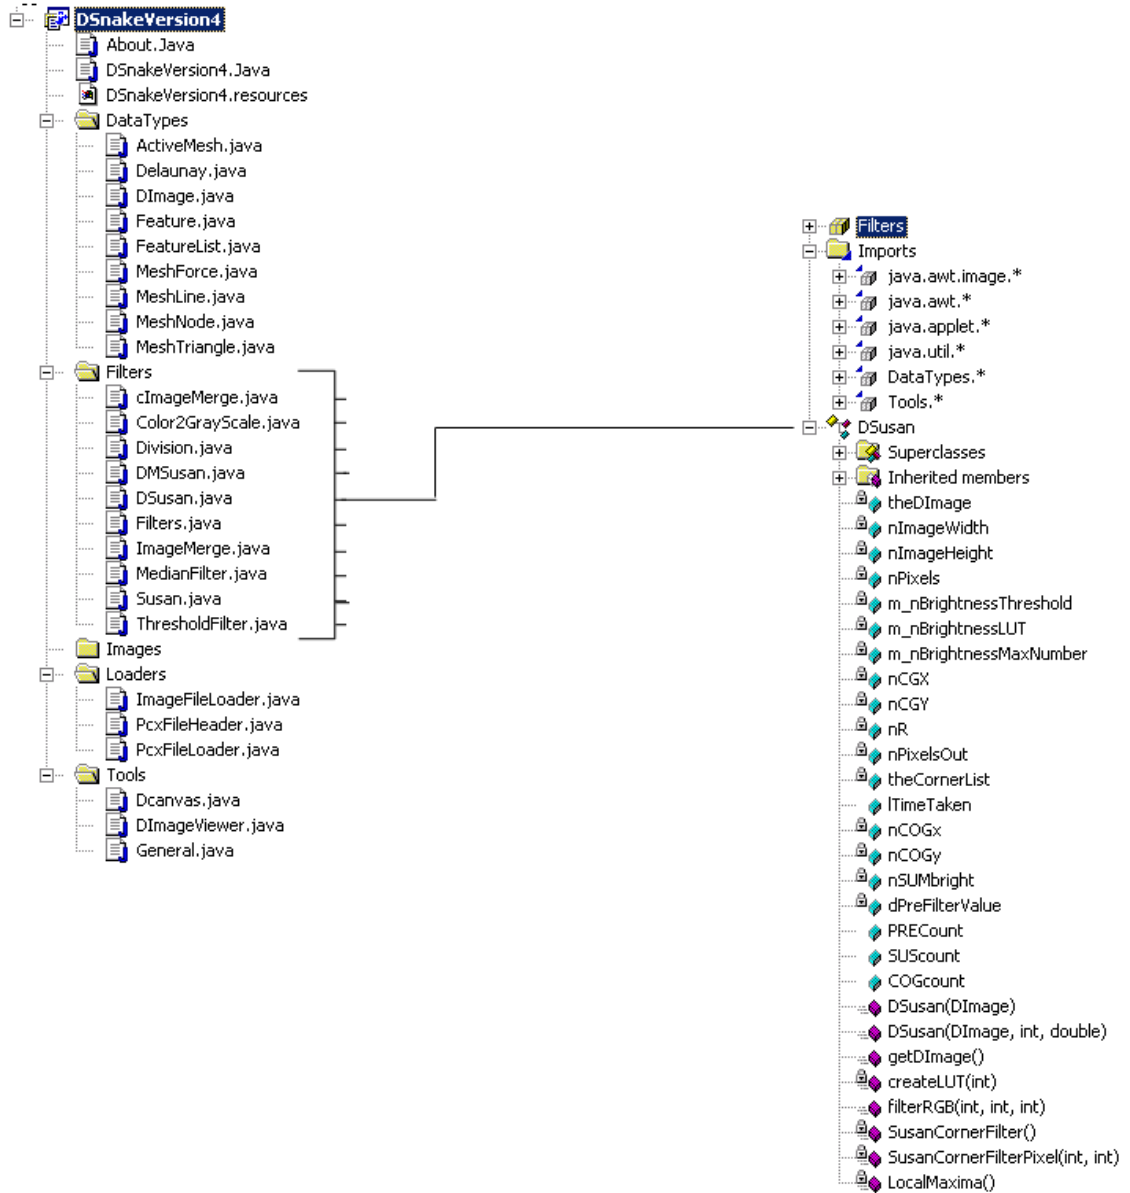 DSnakeVersion4
About.Java
DSnakeVersion4.Java
DSnakeVersion4.resources
DataTypes
ActiveMesh.java
Delaunay.java
DImage.java
Feature.java
FeatureList.java
MeshForce.java
MeshLine.java
MeshNode.java
MeshTriangle.java
Filters
cImageMerge.java
Color2GrayScale.java
Division.java
DMSusan.java
DSusan.java
Filters.java
ImageMerge.java
MedianFilter.java
Susan.java
ThresholdFilter.java
Images
Loaders
ImageFileLoader.java
PcxFileHeader.java
PcxFileLoader.java
Tools
Dcanvas.java
DImageViewer.java
General.java
Filters
Imports
java.awt.image.*
java.awt.*
java.applet.*
java.util.*
DataTypes.*
Tools.*
DSusan
Superclasses
Inherited members
theDImage
nImageWidth
nImageHeight
nPixels
m_nBrightnessThreshold
m_nBrightnessLUT
m_nBrightnessMaxNumber
nCGX
nCGY
nR
nPixelsOut
theCornerList
lTimeTaken
nCOGx
nCOGy
nSUMbright
dPreFilterValue
PRECount
SUScount
COGcount
DSusan(DImage)
DSusan(DImage, int, double)
getDImage()
createLUT(int)
filterRGB(int, int, int)
SusanCornerFilter()
SusanCornerFilterPixel(int, int)
LocalMaxima()